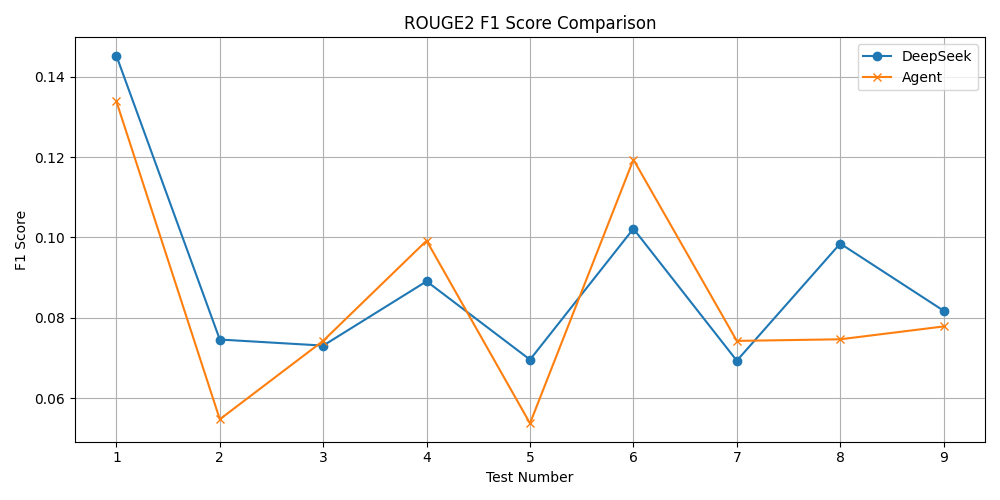 ROUGE2 F1 Score Comparison
DeepSeek
Agent
0.14
0.12
0.10
0.08
0.06
F1 Score
1 2 3 4 5 6 7 8 9
Test Number